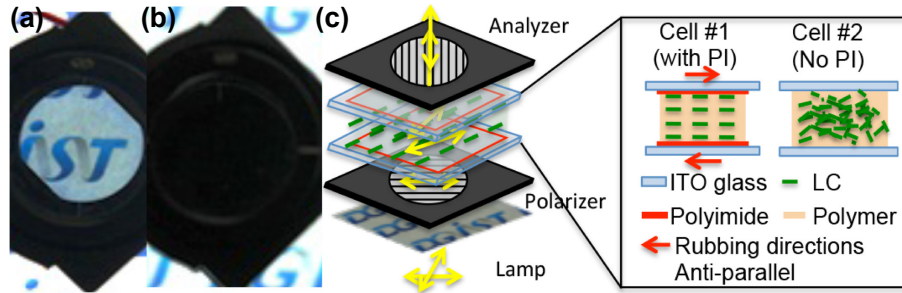 (a)
(b)
(c)
iST
Analyzer
Polarizer
DGiST
Lamp
Cell #1
(with PI)
Cell #2
(No PI)
ITO glass
LC
Polyimide
Polymer
Rubbing directions
Anti-parallel